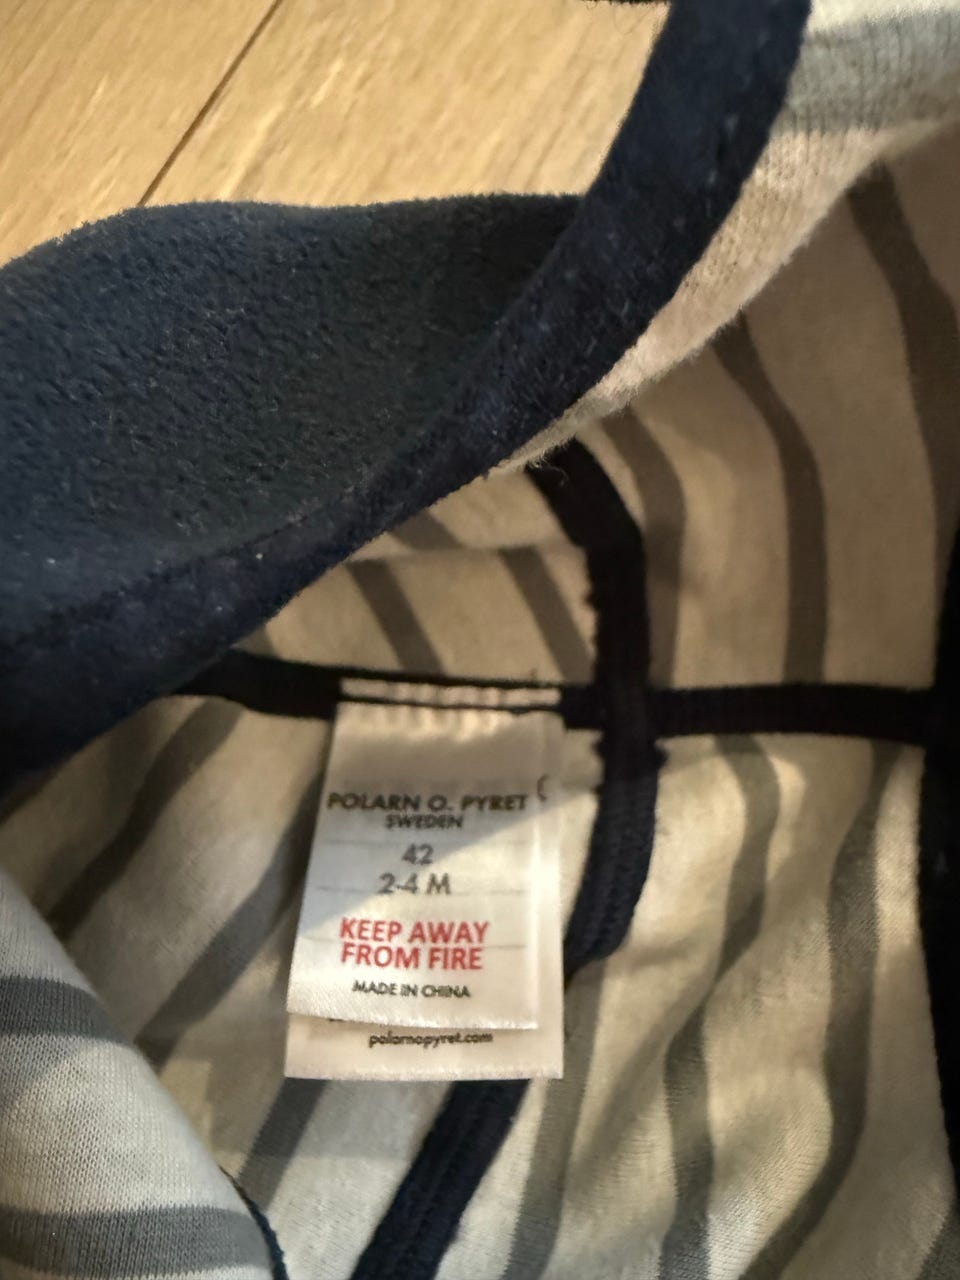 POLARN O. PYRET
SWEDEN
42
2-4 M
KEEP AWAY
FROM FIRE
MADE IN CHINA
polarnopyret.com